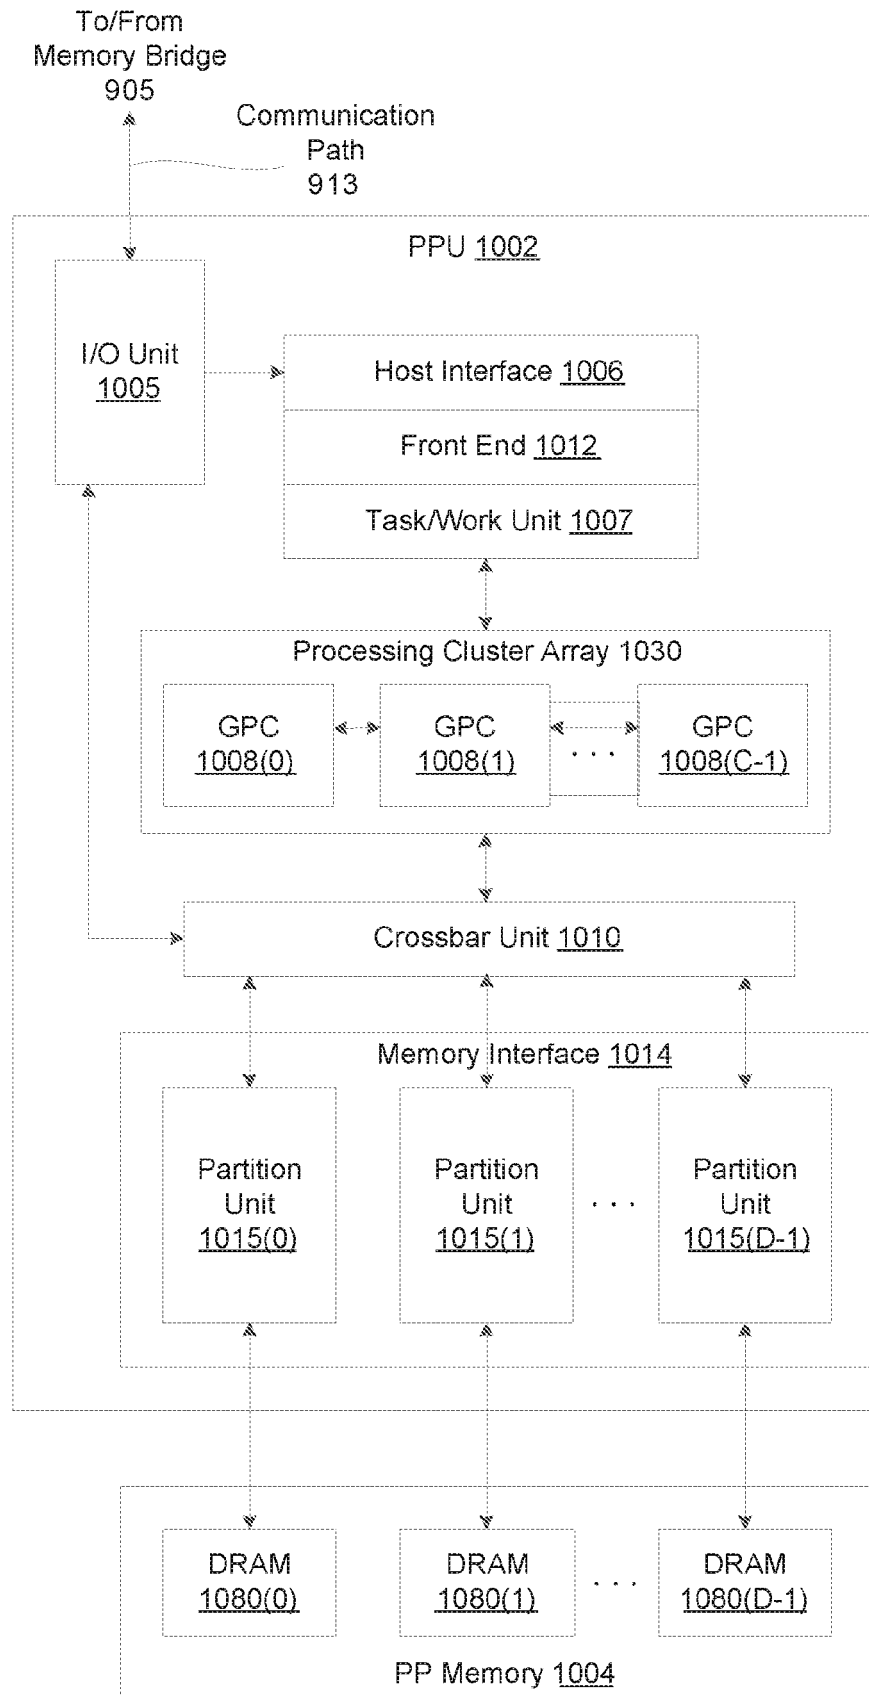 To/From
Memory Bridge
905
Communication
Path
913
PPU 1002
I/O Unit
1005
Host Interface 1006
Front End 1012
Task/Work Unit 1007
Processing Cluster Array 1030
GPC
1008(0)
GPC
1008(1)
. . .
GPC
1008(C-1)
Crossbar Unit 1010
Memory Interface 1014
Partition
Unit
1015(0)
Partition
Unit
1015(1)
. . .
Partition
Unit
1015(D-1)
DRAM
1080(0)
DRAM
1080(1)
. . .
DRAM
1080(D-1)
PP Memory 1004